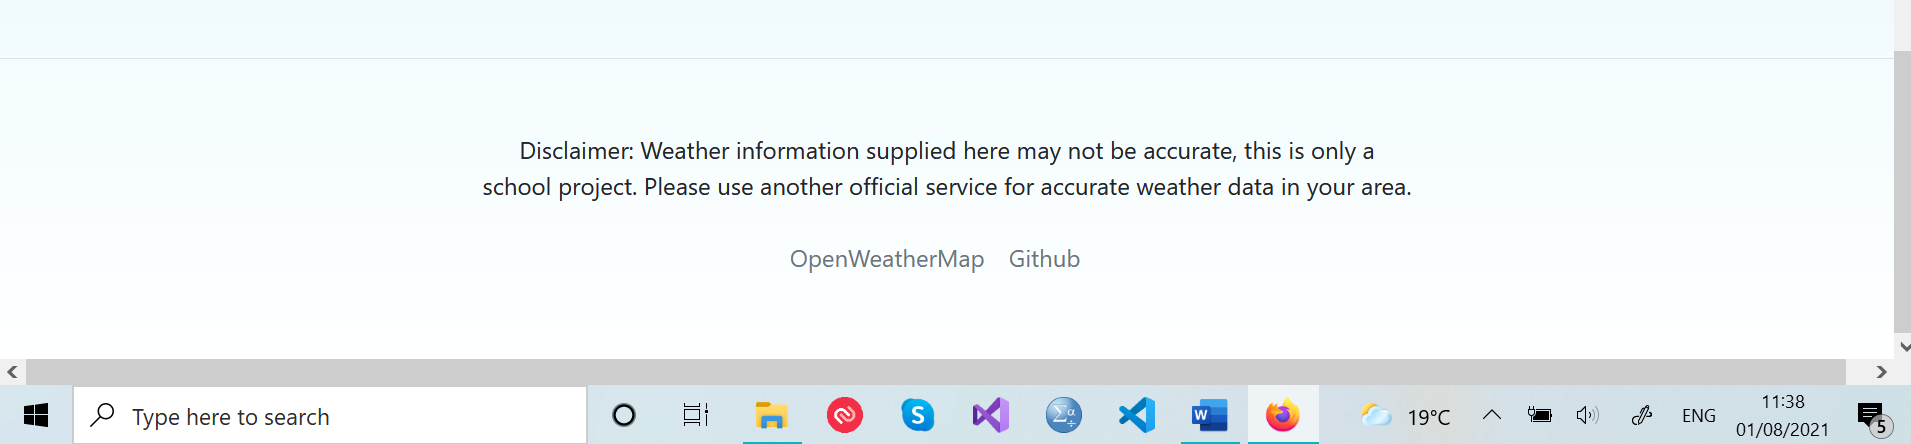 Disclaimer: Weather information supplied here may not be accurate, this is only a
school project. Please use another official service for accurate weather data in your area.
OpenWeatherMap Github
Type here to search
S
Σα
÷
W
19°C
ENG
11:38
01/08/2021
5